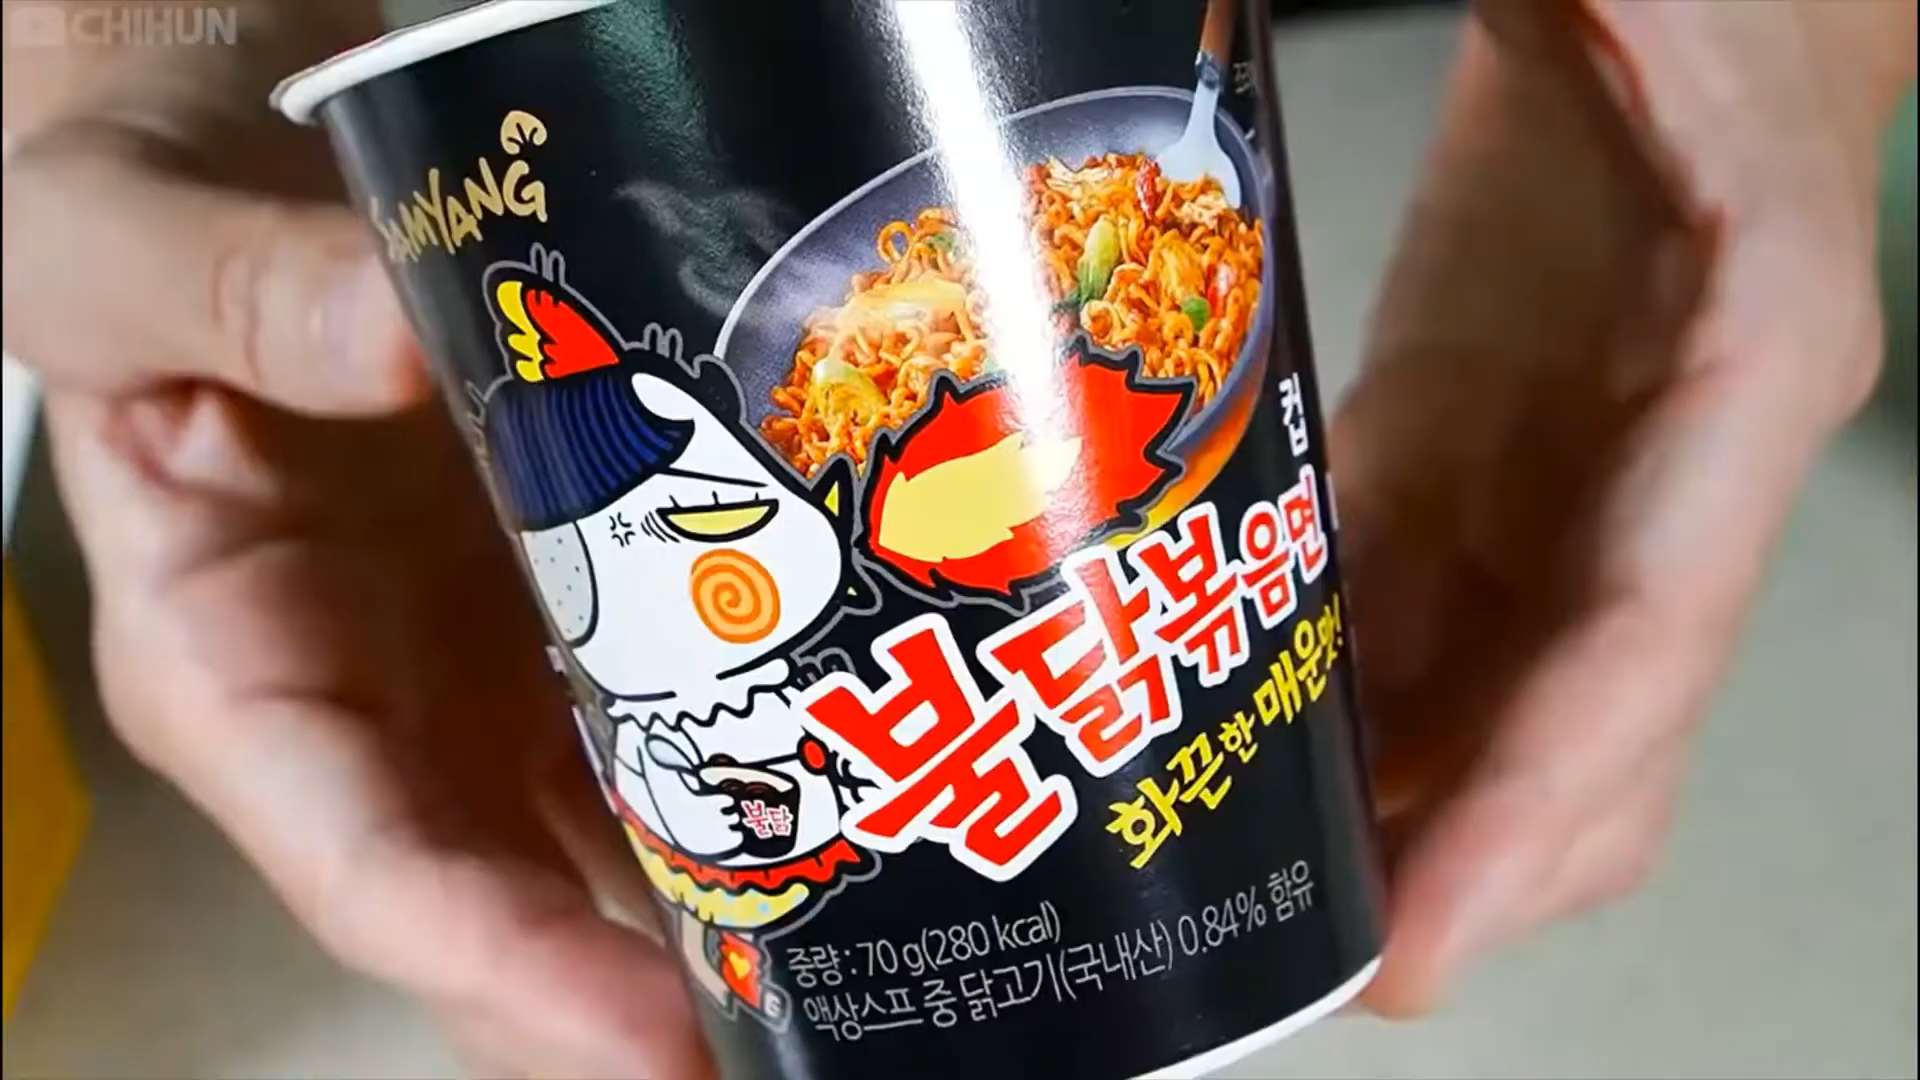 CHIHUN
SAMYANG
컵
불닭볶음면
화끈한 매운맛!
불닭
중량 : 70 g(280 kcal)
액상스프 중 닭고기(국내산) 0.84% 함유